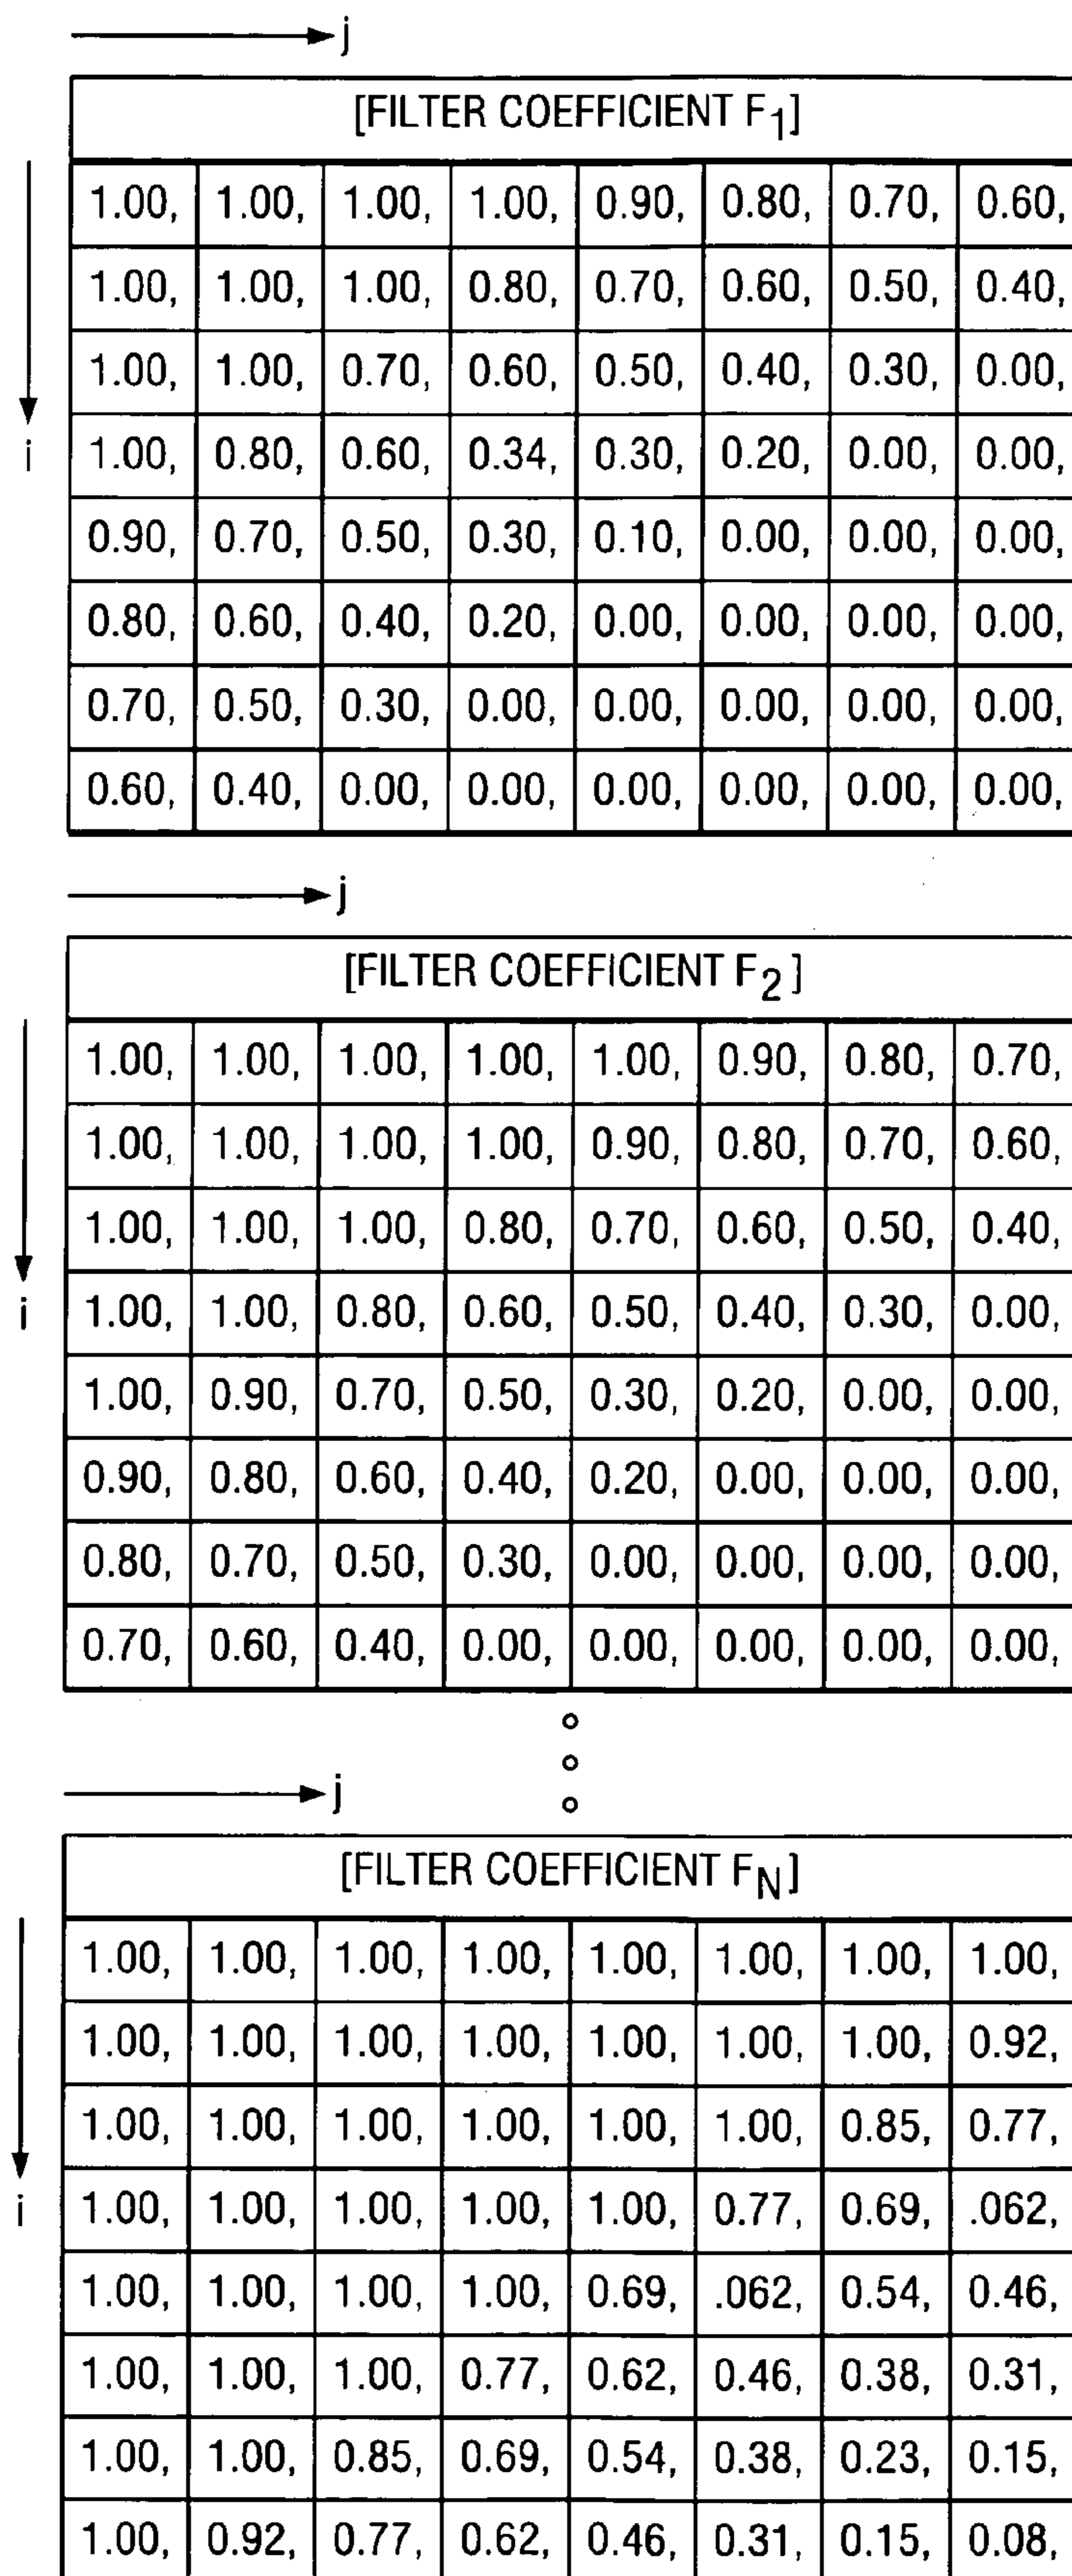 j
[FILTER COEFFICIENT F1]
1.00, 1.00, 1.00, 1.00, 0.90, 0.80, 0.70, 0.60,
1.00, 1.00, 1.00, 0.80, 0.70, 0.60, 0.50, 0.40,
1.00, 1.00, 0.70, 0.60, 0.50, 0.40, 0.30, 0.00,
i
1.00, 0.80, 0.60, 0.34, 0.30, 0.20, 0.00, 0.00,
0.90, 0.70, 0.50, 0.30, 0.10, 0.00, 0.00, 0.00,
0.80, 0.60, 0.40, 0.20, 0.00, 0.00, 0.00, 0.00,
0.70, 0.50, 0.30, 0.00, 0.00, 0.00, 0.00, 0.00,
0.60, 0.40, 0.00, 0.00, 0.00, 0.00, 0.00, 0.00,
j
[FILTER COEFFICIENT F2]
1.00, 1.00, 1.00, 1.00, 1.00, 0.90, 0.80, 0.70,
1.00, 1.00, 1.00, 1.00, 0.90, 0.80, 0.70, 0.60,
1.00, 1.00, 1.00, 0.80, 0.70, 0.60, 0.50, 0.40,
i
1.00, 1.00, 0.80, 0.60, 0.50, 0.40, 0.30, 0.00,
1.00, 0.90, 0.70, 0.50, 0.30, 0.20, 0.00, 0.00,
0.90, 0.80, 0.60, 0.40, 0.20, 0.00, 0.00, 0.00,
0.80, 0.70, 0.50, 0.30, 0.00, 0.00, 0.00, 0.00,
0.70, 0.60, 0.40, 0.00, 0.00, 0.00, 0.00, 0.00,
j
[FILTER COEFFICIENT FN]
1.00, 1.00, 1.00, 1.00, 1.00, 1.00, 1.00, 1.00,
1.00, 1.00, 1.00, 1.00, 1.00, 1.00, 1.00, 0.92,
1.00, 1.00, 1.00, 1.00, 1.00, 1.00, 0.85, 0.77,
i
1.00, 1.00, 1.00, 1.00, 1.00, 0.77, 0.69, .062,
1.00, 1.00, 1.00, 1.00, 0.69, .062, 0.54, 0.46,
1.00, 1.00, 1.00, 0.77, 0.62, 0.46, 0.38, 0.31,
1.00, 1.00, 0.85, 0.69, 0.54, 0.38, 0.23, 0.15,
1.00, 0.92, 0.77, 0.62, 0.46, 0.31, 0.15, 0.08,